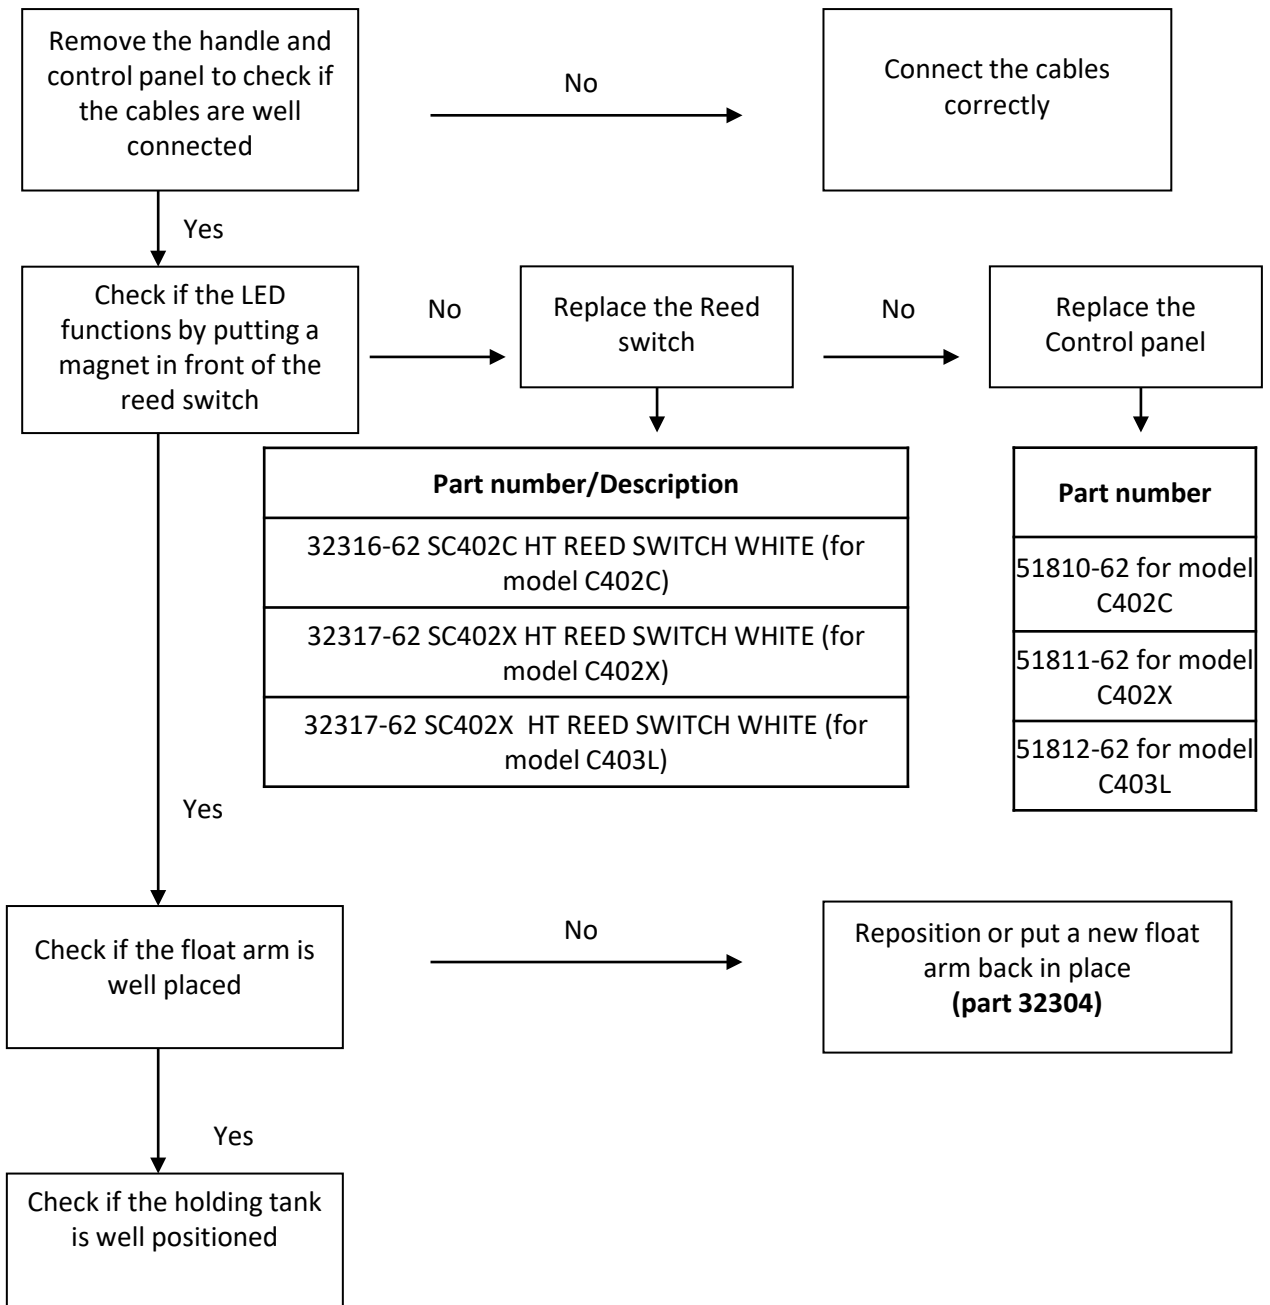 Remove the handle and
control panel to check if
the cables are well
connected
No
Connect the cables
correctly
Yes
Check if the LED
functions by putting a
magnet in front of the
reed switch
No
Replace the Reed
switch
No
Replace the
Control panel
Part number/Description
32316-62 SC402C HT REED SWITCH WHITE (for
model C402C)
32317-62 SC402X HT REED SWITCH WHITE (for
model C402X)
32317-62 SC402X  HT REED SWITCH WHITE (for
model C403L)
Part number
51810-62 for model
C402C
51811-62 for model
C402X
51812-62 for model
C403L
Yes
Check if the float arm is
well placed
No
Reposition or put a new float
arm back in place
(part 32304)
Yes
Check if the holding tank
is well positioned